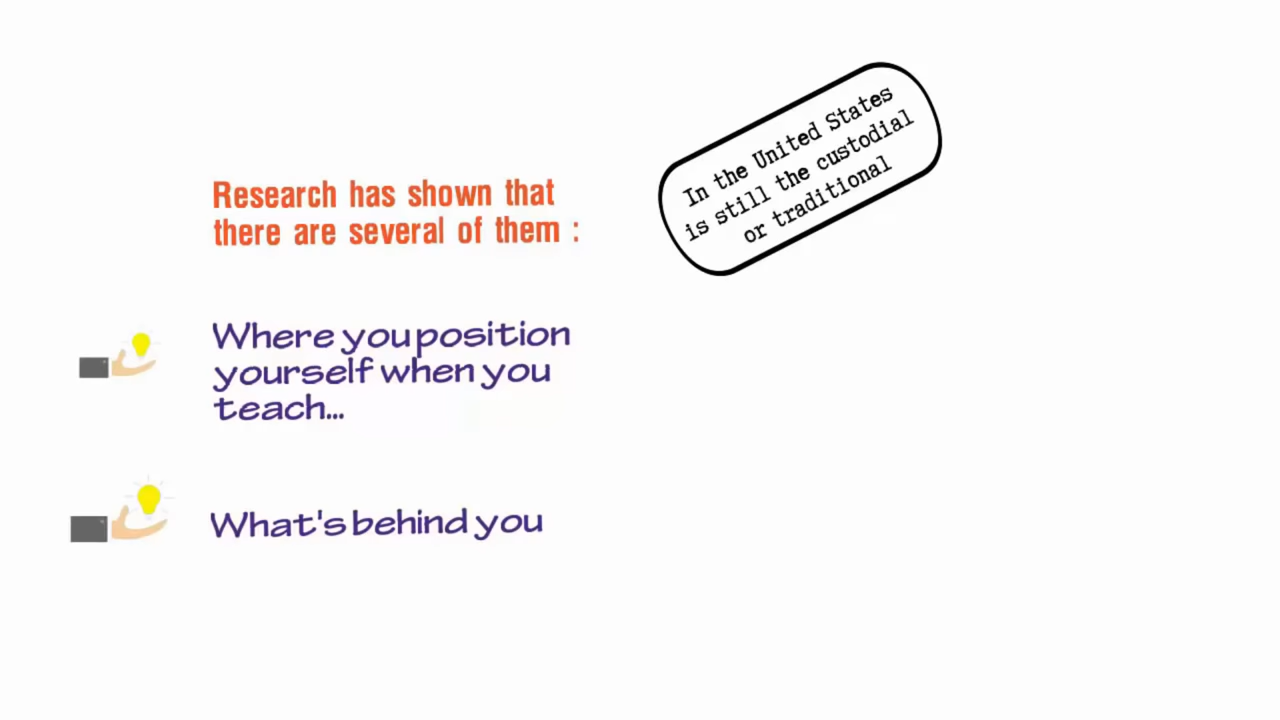 Research has shown that
there are several of them :
Where you position
yourself when you
teach...
What's behind you
In the United States
is still the custodial
or traditional